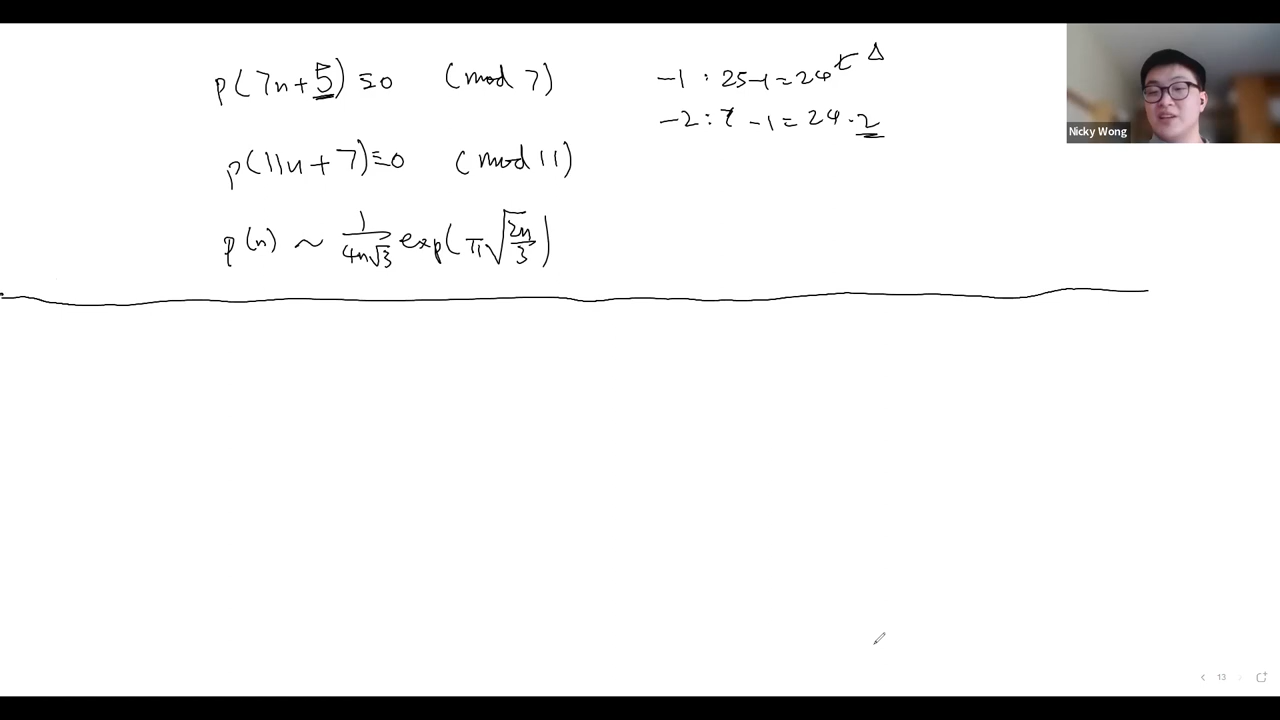 p(7n+5) ≡0 (mod 7)
-1 : 25-1=24 ← Δ
p(11n+7)≡0 (mod 11)
-2 : 7²-1=24·2
p(n) ~ 1/(4n√3) exp(π√(2n/3))
Nicky Wong
13